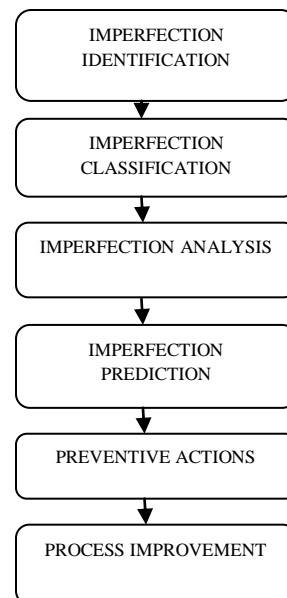 IMPERFECTION
IDENTIFICATION
IMPERFECTION
CLASSIFICATION
IMPERFECTION ANALYSIS
IMPERFECTION
PREDICTION
PREVENTIVE ACTIONS
PROCESS IMPROVEMENT